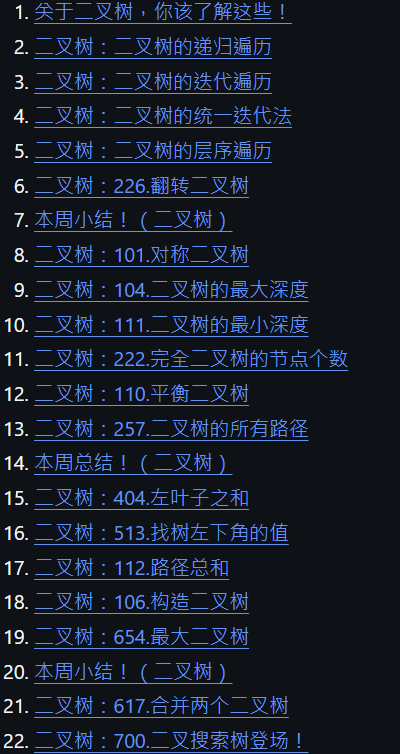 1. 关于二叉树，你该了解这些！
2. 二叉树：二叉树的递归遍历
3. 二叉树：二叉树的迭代遍历
4. 二叉树：二叉树的统一迭代法
5. 二叉树：二叉树的层序遍历
6. 二叉树：226.翻转二叉树
7. 本周小结！（二叉树）
8. 二叉树：101.对称二叉树
9. 二叉树：104.二叉树的最大深度
10. 二叉树：111.二叉树的最小深度
11. 二叉树：222.完全二叉树的节点个数
12. 二叉树：110.平衡二叉树
13. 二叉树：257.二叉树的所有路径
14. 本周总结！（二叉树）
15. 二叉树：404.左叶子之和
16. 二叉树：513.找树左下角的值
17. 二叉树：112.路径总和
18. 二叉树：106.构造二叉树
19. 二叉树：654.最大二叉树
20. 本周小结！（二叉树）
21. 二叉树：617.合并两个二叉树
22. 二叉树：700.二叉搜索树登场！